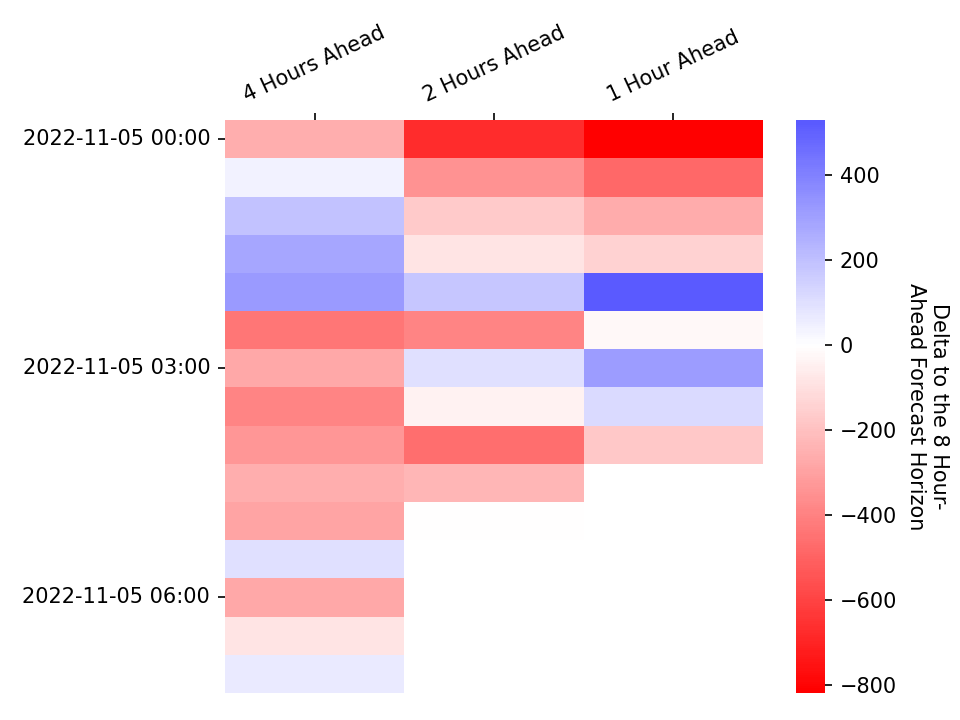 4 Hours Ahead
2 Hours Ahead
1 Hour Ahead
2022-11-05 00:00
2022-11-05 03:00
2022-11-05 06:00
400
200
0
−200
−400
−600
−800
Delta to the 8 Hour-
Ahead Forecast Horizon